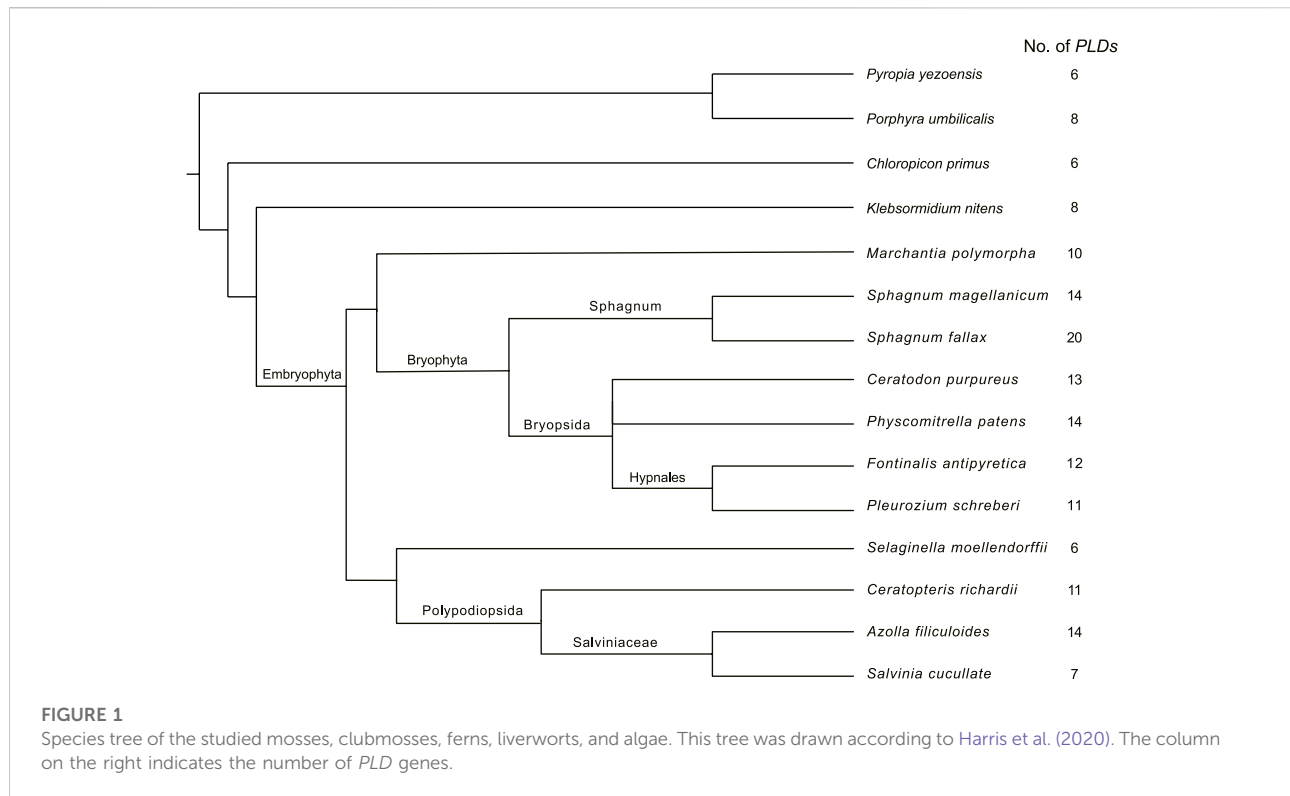 No. of PLDs
Pyropia yezoensis 6
Porphyra umbilicalis 8
Chloropicon primus 6
Klebsormidium nitens 8
Marchantia polymorpha 10
Sphagnum magellanicum 14
Sphagnum
Sphagnum fallax 20
Bryophyta
Embryophyta
Ceratodon purpureus 13
Physcomitrella patens 14
Bryopsida
Fontinalis antipyretica 12
Hypnales
Pleurozium schreberi 11
Selaginella moellendorffii 6
Ceratopteris richardii 11
Polypodiopsida
Azolla filiculoides 14
Salviniaceae
Salvinia cucullate 7
FIGURE 1
Species tree of the studied mosses, clubmosses, ferns, liverworts, and algae. This tree was drawn according to Harris et al. (2020). The column
on the right indicates the number of PLD genes.